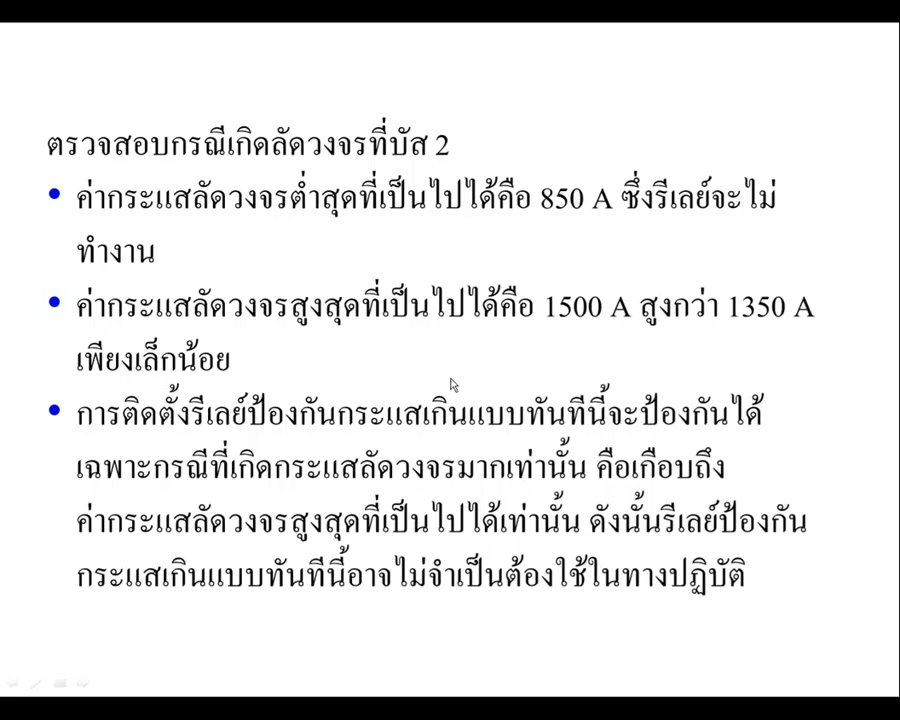 ตรวจสอบกรณีเกิดลัดวงจรที่บัส 2
• ค่ากระแสลัดวงจรต่ำสุดที่เป็นไปได้คือ 850 A ซึ่งรีเลย์จะไม่
ทำงาน
• ค่ากระแสลัดวงจรสูงสุดที่เป็นไปได้คือ 1500 A สูงกว่า 1350 A
เพียงเล็กน้อย
• การติดตั้งรีเลย์ป้องกันกระแสเกินแบบทันทีนี้จะป้องกันได้
เฉพาะกรณีที่เกิดกระแสลัดวงจรมากเท่านั้น คือเกือบถึง
ค่ากระแสลัดวงจรสูงสุดที่เป็นไปได้เท่านั้น ดังนั้นรีเลย์ป้องกัน
กระแสเกินแบบทันทีนี้อาจไม่จำเป็นต้องใช้ในทางปฏิบัติ